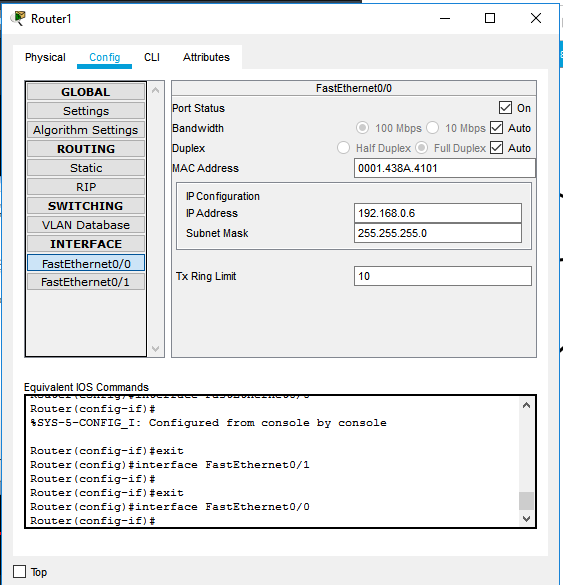 Router1
Physical Config CLI Attributes
GLOBAL
Settings
Algorithm Settings
ROUTING
Static
RIP
SWITCHING
VLAN Database
INTERFACE
FastEthernet0/0
FastEthernet0/1
FastEthernet0/0
Port Status On
Bandwidth 100 Mbps 10 Mbps Auto
Duplex Half Duplex Full Duplex Auto
MAC Address 0001.438A.4101
IP Configuration
IP Address 192.168.0.6
Subnet Mask 255.255.255.0
Tx Ring Limit 10
Equivalent IOS Commands
Router(config)#interface FastEthernet0/0
Router(config-if)#
%SYS-5-CONFIG_I: Configured from console by console
Router(config-if)#exit
Router(config)#interface FastEthernet0/1
Router(config-if)#
Router(config-if)#exit
Router(config)#interface FastEthernet0/0
Router(config-if)#
Top